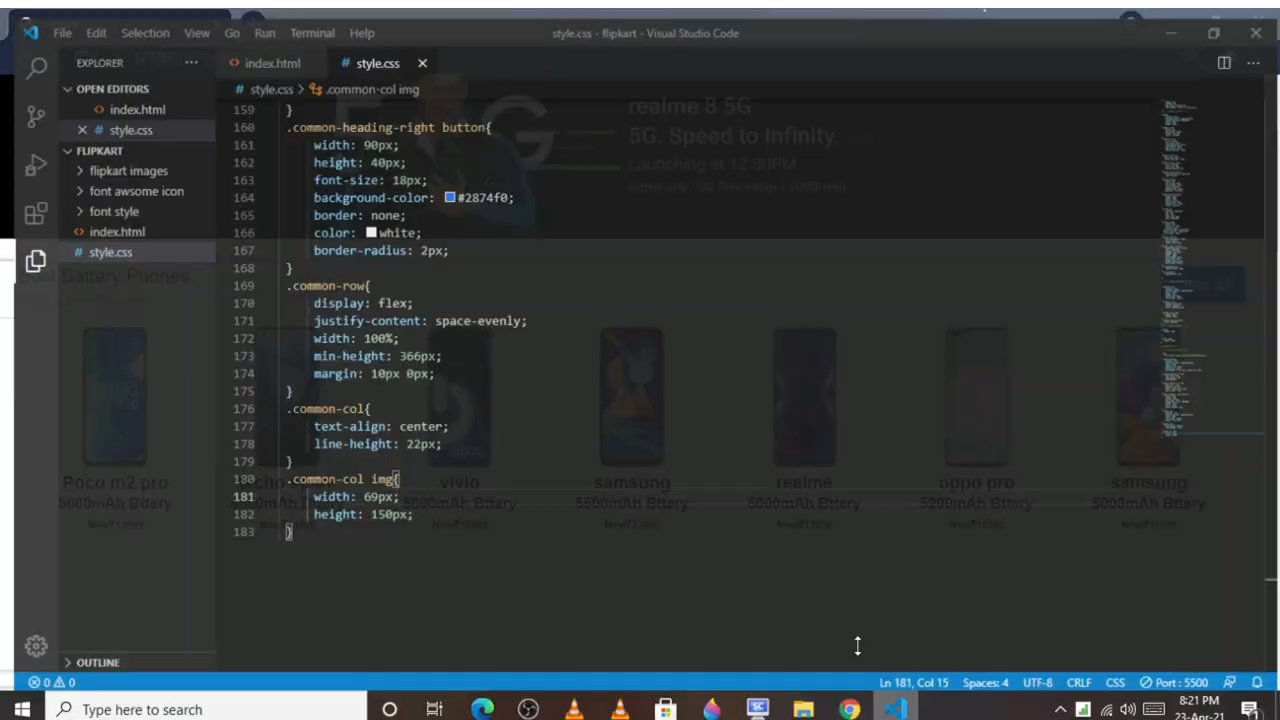 File Edit Selection View Go Run Terminal Help
style.css - flipkart - Visual Studio Code
EXPLORER
index.html
# style.css
OPEN EDITORS
# style.css > .common-col img
index.html
# style.css
FLIPKART
flipkart images
font awsome icon
font style
index.html
# style.css
159 }
160 .common-heading-right button{
161 width: 90px;
162 height: 40px;
163 font-size: 18px;
164 background-color: #2874f0;
165 border: none;
166 color: white;
167 border-radius: 2px;
168 }
169 .common-row{
170 display: flex;
171 justify-content: space-evenly;
172 width: 100%;
173 min-height: 366px;
174 margin: 10px 0px;
175 }
176 .common-col{
177 text-align: center;
178 line-height: 22px;
179 }
180 .common-col img{
181 width: 69px;
182 height: 150px;
183 }
realme 8 5G
5G. Speed to Infinity.
Launching at 12:30PM
Battery Phones
Poco m2 pro
5000mAh Bttery
vivio
samsung
5500mAh Bttery
realme
5000mAh Bttery
oppo pro
5200mAh Bttery
samsung
5000mAh Bttery
OUTLINE
0 0
Ln 181, Col 15 Spaces: 4 UTF-8 CRLF CSS Port : 5500
Type here to search
8:21 PM
23-Apr-21